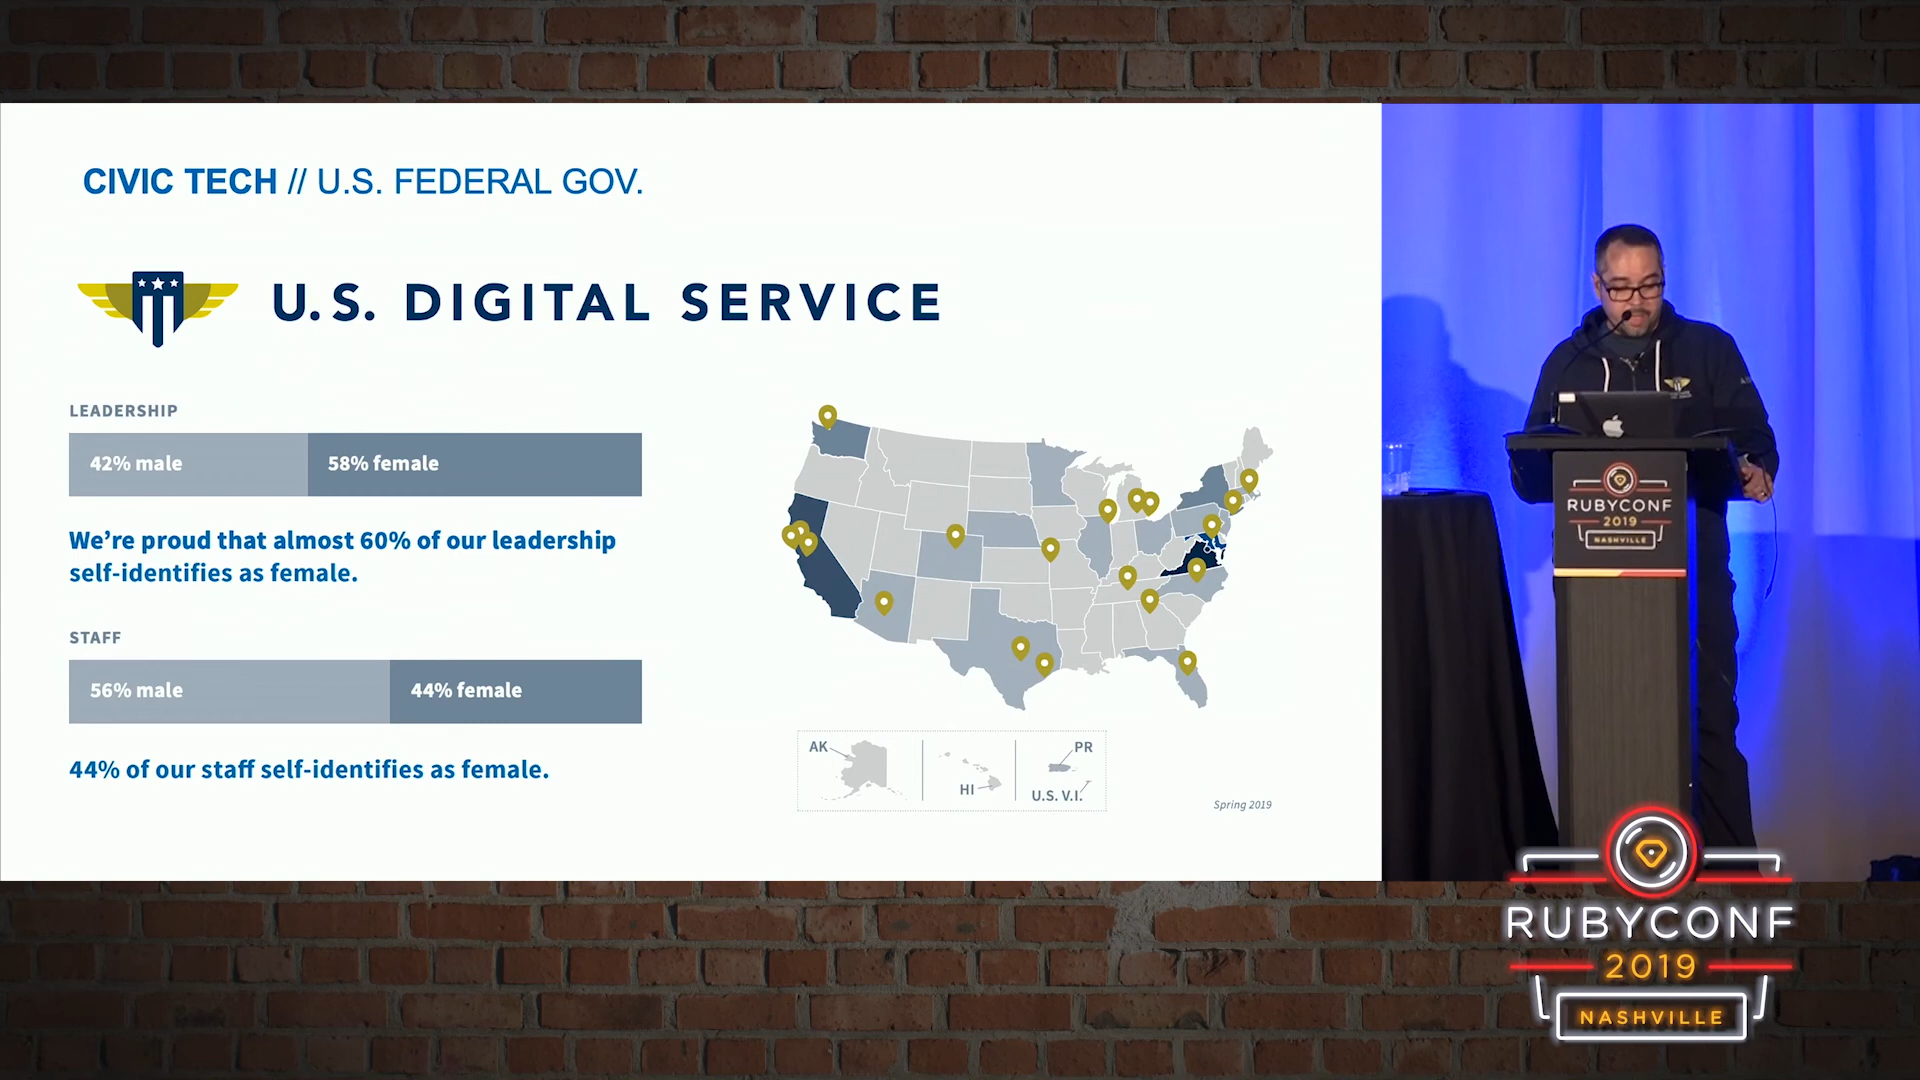 CIVIC TECH // U.S. FEDERAL GOV.
U.S. DIGITAL SERVICE
LEADERSHIP
42% male
58% female
We're proud that almost 60% of our leadership
self-identifies as female.
STAFF
56% male
44% female
44% of our staff self-identifies as female.
AK
HI
PR
U.S. V.I.
Spring 2019
RUBYCONF
2019
NASHVILLE
RUBYCONF
2019
NASHVILLE